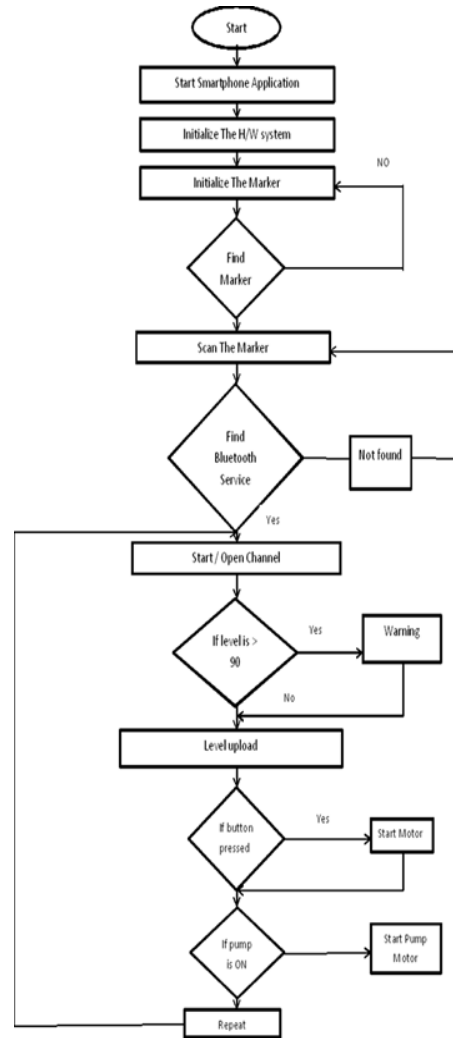 Start
Start Smartphone Application
Initialize The H/W system
Initialize The Marker
NO
Find
Marker
Scan The Marker
Find
Bluetooth
Service
Not found
Yes
Start / Open Channel
If level is >
90
Yes
Warning
No
Level upload
If button
pressed
Yes
Start Motor
If pump
is ON
Start Pump
Motor
Repeat